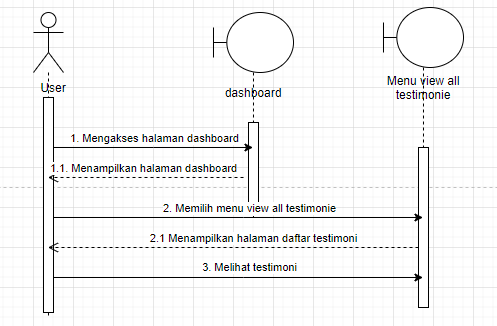 User
dashboard
Menu view all
testimonie
1. Mengakses halaman dashboard
1.1. Menampilkan halaman dashboard
2. Memilih menu view all testimonie
2.1 Menampilkan halaman daftar testimoni
3. Melihat testimoni